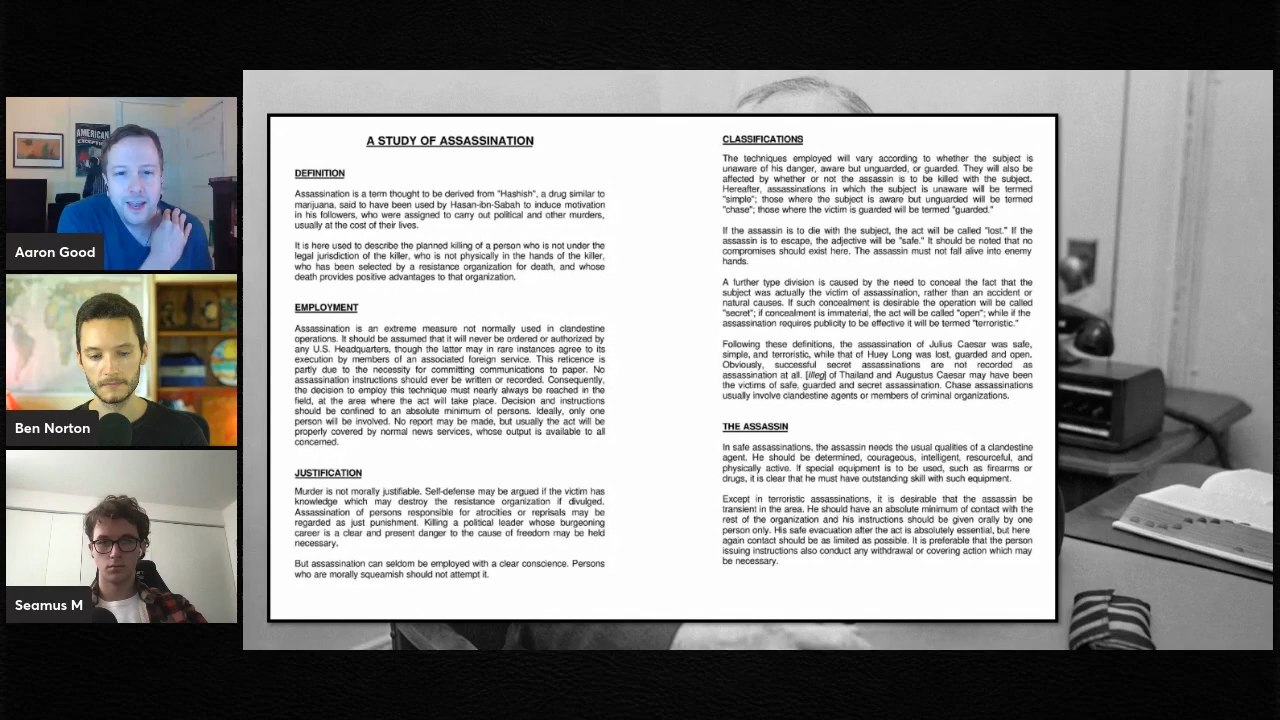 AMERICAN
Aaron Good
Ben Norton
Seamus M
A STUDY OF ASSASSINATION
DEFINITION
Assassination is a term thought to be derived from "Hashish", a drug similar to
marijuana, said to have been used by Hasan-ibn-Sabah to induce motivation
in his followers, who were assigned to carry out political and other murders,
usually at the cost of their lives.
It is here used to describe the planned killing of a person who is not under the
legal jurisdiction of the killer, who is not physically in the hands of the killer,
who has been selected by a resistance organization for death, and whose
death provides positive advantages to that organization.
EMPLOYMENT
Assassination is an extreme measure not normally used in clandestine
operations. It should be assumed that it will never be ordered or authorized by
any U.S. Headquarters, though the latter may in rare instances agree to its
execution by members of an associated foreign service. This reticence is
partly due to the necessity for committing communications to paper. No
assassination instructions should ever be written or recorded. Consequently,
the decision to employ this technique must nearly always be reached in the
field, at the area where the act will take place. Decision and instructions
should be confined to an absolute minimum of persons. Ideally, only one
person will be involved. No report may be made, but usually the act will be
properly covered by normal news services, whose output is available to all
concerned.
JUSTIFICATION
Murder is not morally justifiable. Self-defense may be argued if the victim has
knowledge which may destroy the resistance organization if divulged.
Assassination of persons responsible for atrocities or reprisals may be
regarded as just punishment. Killing a political leader whose burgeoning
career is a clear and present danger to the cause of freedom may be held
necessary.
But assassination can seldom be employed with a clear conscience. Persons
who are morally squeamish should not attempt it.
CLASSIFICATIONS
The techniques employed will vary according to whether the subject is
unaware of his danger, aware but unguarded, or guarded. They will also be
affected by whether or not the assassin is to be killed with the subject.
Hereafter, assassinations in which the subject is unaware will be termed
"simple"; those where the subject is aware but unguarded will be termed
"chase"; those where the victim is guarded will be termed "guarded."
If the assassin is to die with the subject, the act will be called "lost." If the
assassin is to escape, the adjective will be "safe." It should be noted that no
compromises should exist here. The assassin must not fall alive into enemy
hands.
A further type division is caused by the need to conceal the fact that the
subject was actually the victim of assassination, rather than an accident or
natural causes. If such concealment is desirable the operation will be called
"secret"; if concealment is immaterial, the act will be called "open"; while if the
assassination requires publicity to be effective it will be termed "terroristic."
Following these definitions, the assassination of Julius Caesar was safe,
simple, and terroristic, while that of Huey Long was lost, guarded and open.
Obviously, successful secret assassinations are not recorded as
assassination at all. [illeg] of Thailand and Augustus Caesar may have been
the victims of safe, guarded and secret assassination. Chase assassinations
usually involve clandestine agents or members of criminal organizations.
THE ASSASSIN
In safe assassinations, the assassin needs the usual qualities of a clandestine
agent. He should be determined, courageous, intelligent, resourceful, and
physically active. If special equipment is to be used, such as firearms or
drugs, it is clear that he must have outstanding skill with such equipment.
Except in terroristic assassinations, it is desirable that the assassin be
transient in the area. He should have an absolute minimum of contact with the
rest of the organization and his instructions should be given orally by one
person only. His safe evacuation after the act is absolutely essential, but here
again contact should be as limited as possible. It is preferable that the person
issuing instructions also conduct any withdrawal or covering action which may
be necessary.